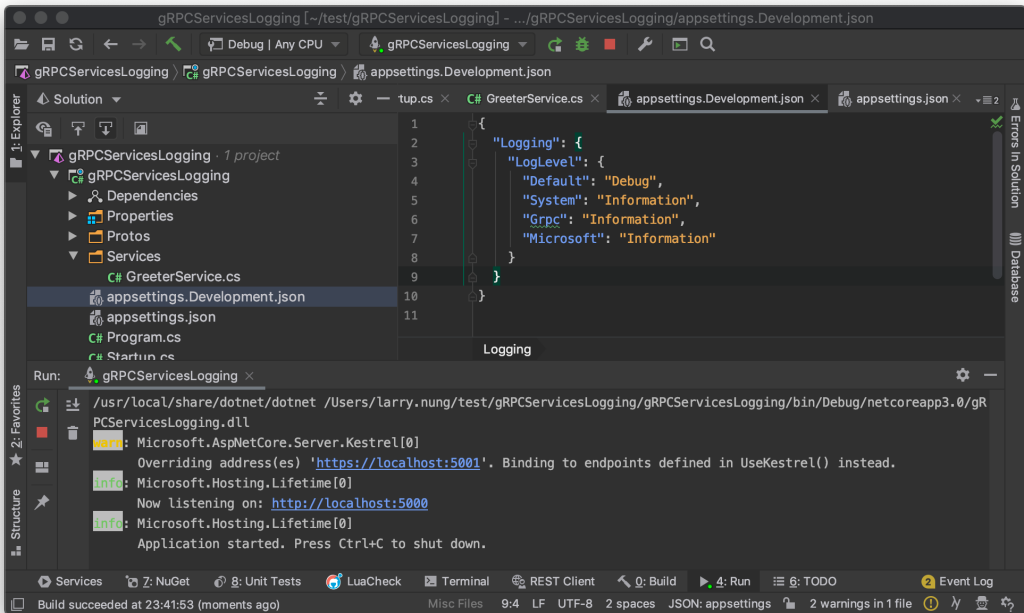 gRPCServicesLogging [~/test/gRPCServicesLogging] - .../gRPCServicesLogging/appsettings.Development.json
Debug | Any CPU
gRPCServicesLogging
gRPCServicesLogging
gRPCServicesLogging
appsettings.Development.json
1: Explorer
Solution
tup.cs
C# GreeterService.cs
appsettings.Development.json
appsettings.json
2
gRPCServicesLogging · 1 project
gRPCServicesLogging
Dependencies
Properties
Protos
Services
C# GreeterService.cs
appsettings.Development.json
appsettings.json
C# Program.cs
C# Startup.cs
1 {
2 "Logging": {
3 "LogLevel": {
4 "Default": "Debug",
5 "System": "Information",
6 "Grpc": "Information",
7 "Microsoft": "Information"
8 }
9 }
10 }
11
Logging
Errors In Solution
Database
Run: gRPCServicesLogging
2: Favorites
Structure
/usr/local/share/dotnet/dotnet /Users/larry.nung/test/gRPCServicesLogging/gRPCServicesLogging/bin/Debug/netcoreapp3.0/gR
PCServicesLogging.dll
warn: Microsoft.AspNetCore.Server.Kestrel[0]
Overriding address(es) 'https://localhost:5001'. Binding to endpoints defined in UseKestrel() instead.
info: Microsoft.Hosting.Lifetime[0]
Now listening on: http://localhost:5000
info: Microsoft.Hosting.Lifetime[0]
Application started. Press Ctrl+C to shut down.
Services
7: NuGet
8: Unit Tests
LuaCheck
Terminal
REST Client
0: Build
4: Run
6: TODO
2 Event Log
Build succeeded at 23:41:53 (moments ago)
Misc Files
9:4
LF
UTF-8
2 spaces
JSON: appsettings
2 warnings in 1 file